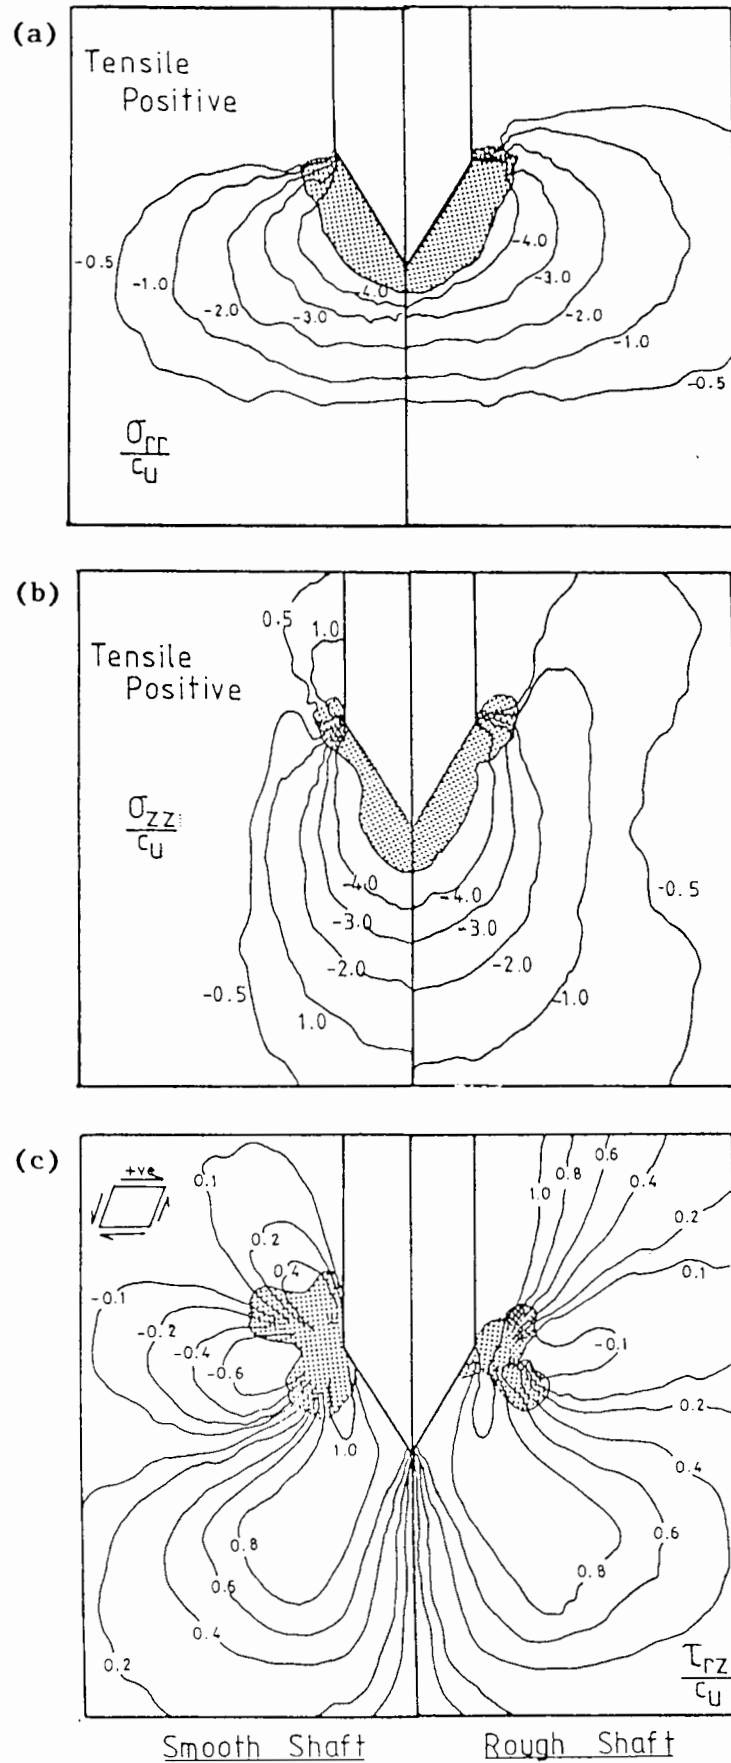 (a)
Tensile
Positive
-0.5
-1.0
-2.0
-3.0
-4.0
-4.0
-3.0
-2.0
-1.0
-0.5
σrr
cu
(b)
0.5
1.0
Tensile
Positive
σzz
cu
-4.0
-4.0
-3.0
-3.0
-2.0
-2.0
-0.5
-0.5
1.0
-1.0
(c)
+ve
0.1
0.2
0.4
-0.1
-0.2
-0.4
-0.6
1.0
0.8
0.6
0.4
0.2
1.0
0.8
0.6
0.4
0.2
0.1
-0.1
0.2
0.4
0.6
0.8
τrz
cu
Smooth Shaft
Rough Shaft